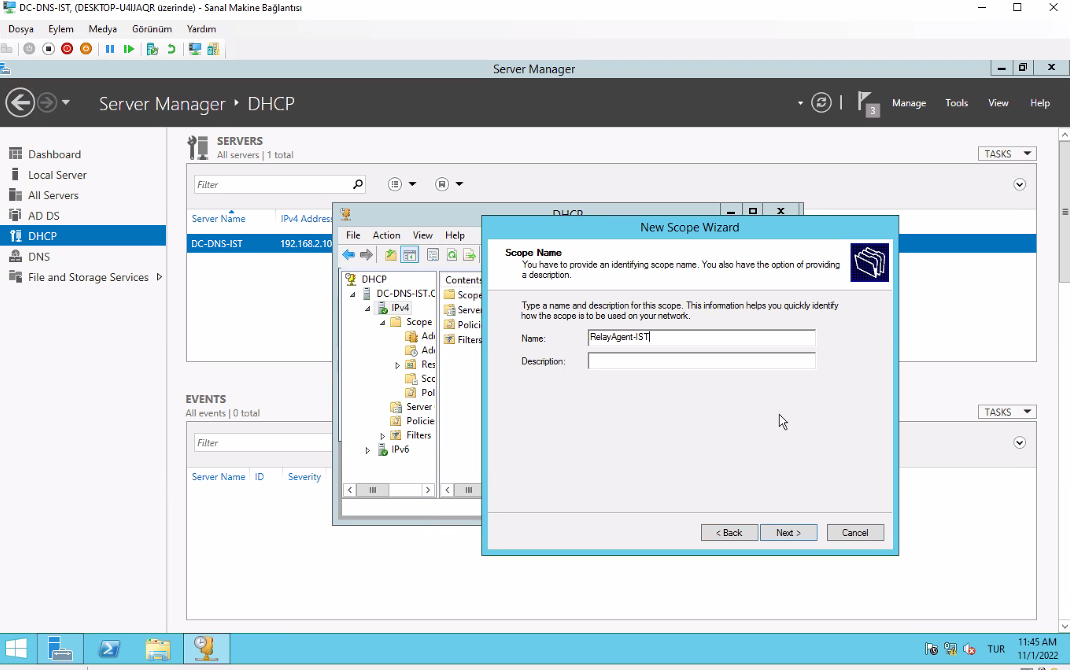 DC-DNS-IST, (DESKTOP-U4IJAQR üzerinde) - Sanal Makine Bağlantısı
Dosya Eylem Medya Görünüm Yardım
Server Manager
Server Manager DHCP
3 Manage Tools View Help
Dashboard
Local Server
All Servers
AD DS
DHCP
DNS
File and Storage Services
SERVERS
All servers | 1 total
TASKS
Filter
Server Name IPv4 Address
DC-DNS-IST 192.168.2.10
EVENTS
All events | 0 total
TASKS
Filter
Server Name ID Severity
DHCP
File Action View Help
DHCP
DC-DNS-IST.
IPv4
Scope
Ad
Ad
Res
Sco
Pol
Server
Policie
Filters
IPv6
Contents
Scope
Server
Polici
Filters
New Scope Wizard
Scope Name
You have to provide an identifying scope name. You also have the option of providing
a description.
Type a name and description for this scope. This information helps you quickly identify
how the scope is to be used on your network.
Name: RelayAgent-IST
Description:
< Back Next > Cancel
TUR 11:45 AM
11/1/2022